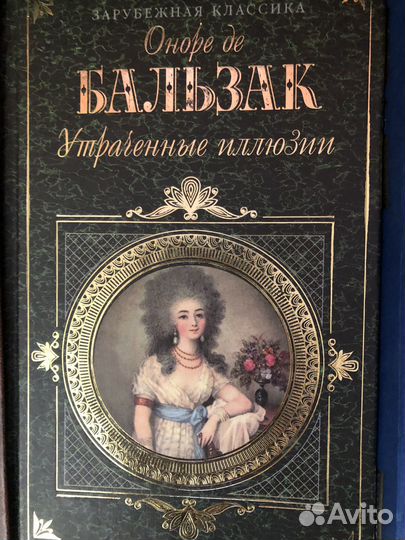 ЗАРУБЕЖНАЯ КЛАССИКА
Оноре де
БАЛЬЗАК
Утраченные иллюзии
Avito